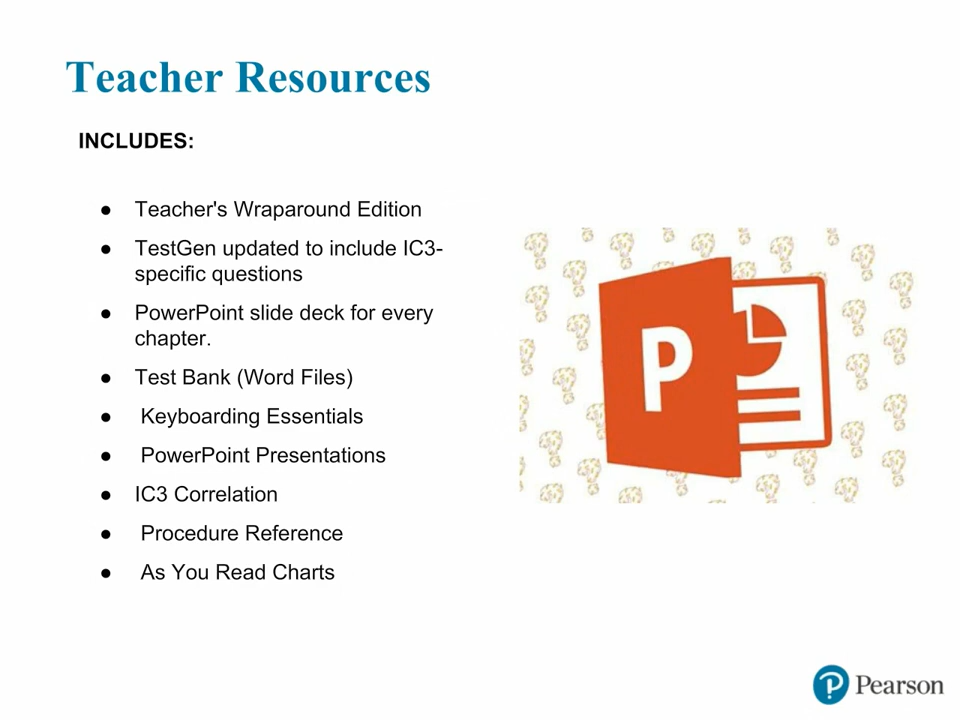 Teacher Resources
INCLUDES:
● Teacher's Wraparound Edition
● TestGen updated to include IC3-
specific questions
● PowerPoint slide deck for every
chapter.
● Test Bank (Word Files)
● Keyboarding Essentials
● PowerPoint Presentations
● IC3 Correlation
● Procedure Reference
● As You Read Charts
P
P Pearson